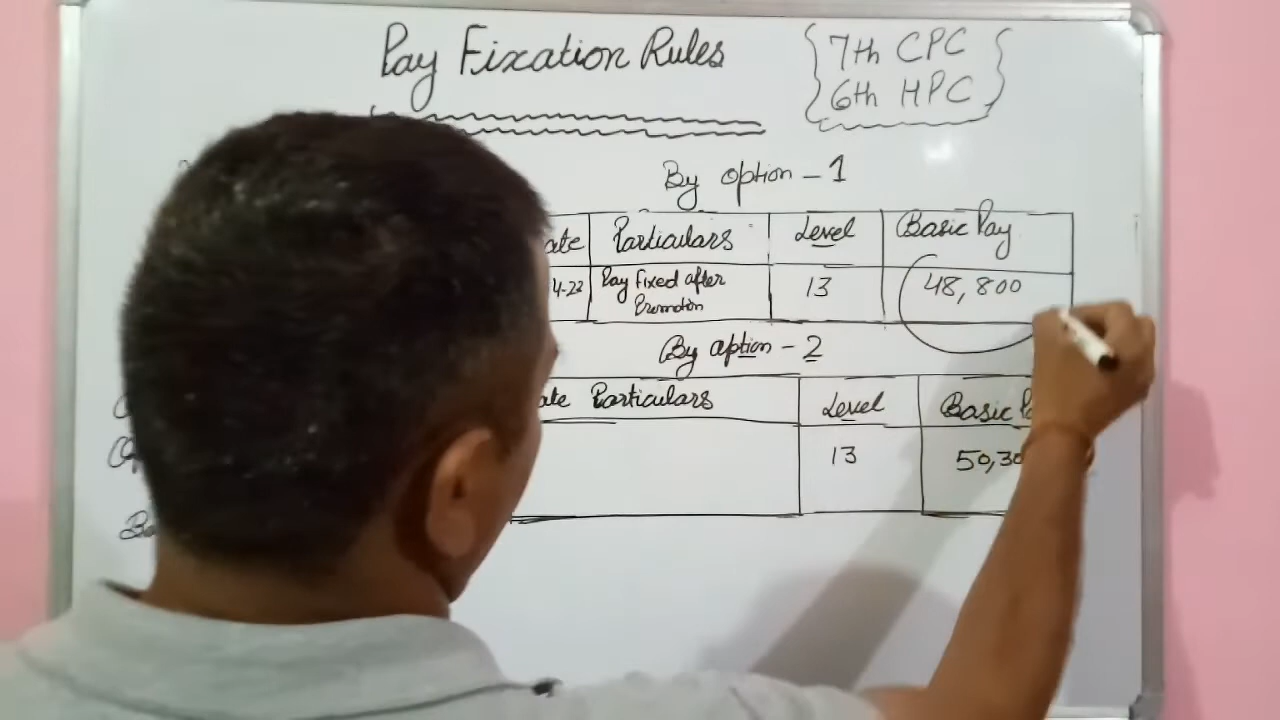 Pay Fixation Rules
7th CPC
6th HPC
By option - 1
ate Particulars Level Basic Pay
4-22 Pay Fixed after Promotion 13 48,800
By option - 2
ate Particulars Level Basic
13 50,30